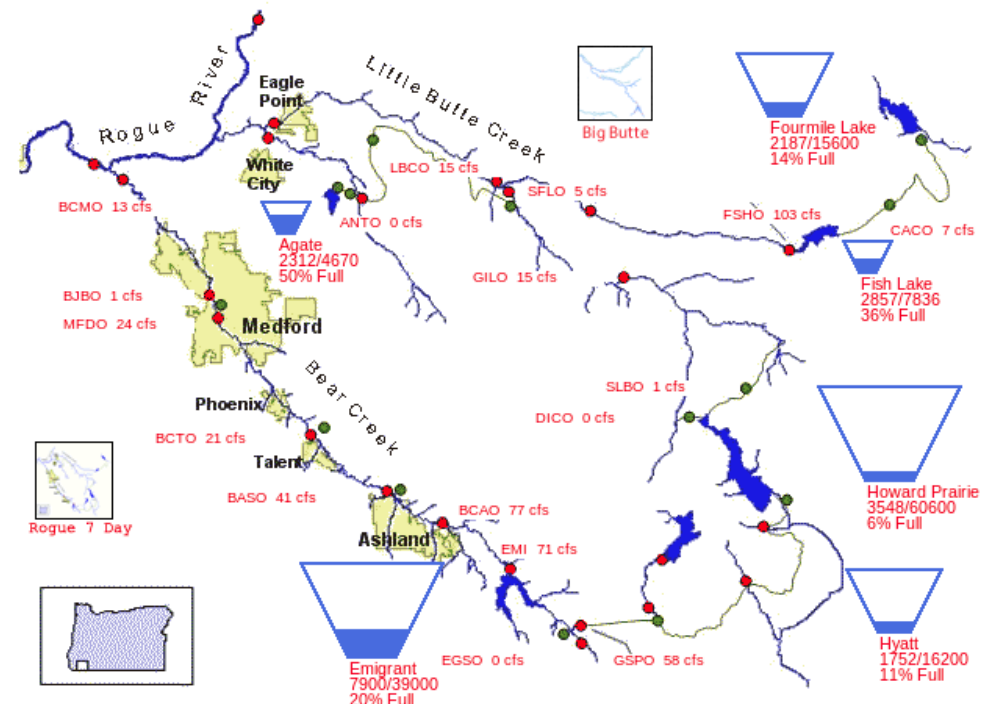 Rogue River
Eagle
Point
Little Butte Creek
Big Butte
Fourmile Lake
2187/15600
14% Full
White
City
LBCO 15 cfs
SFLO 5 cfs
BCMO 13 cfs
ANTO 0 cfs
FSHO 103 cfs
CACO 7 cfs
Agate
2312/4670
50% Full
GILO 15 cfs
Fish Lake
2857/7836
36% Full
BJBO 1 cfs
MFDO 24 cfs
Medford
Bear Creek
SLBO 1 cfs
DICO 0 cfs
Phoenix
BCTO 21 cfs
Talent
Howard Prairie
3548/60600
6% Full
BASO 41 cfs
BCAO 77 cfs
Rogue 7 Day
Ashland
EMI 71 cfs
Hyatt
1752/16200
11% Full
EGSO 0 cfs
GSPO 58 cfs
Emigrant
7900/39000
20% Full